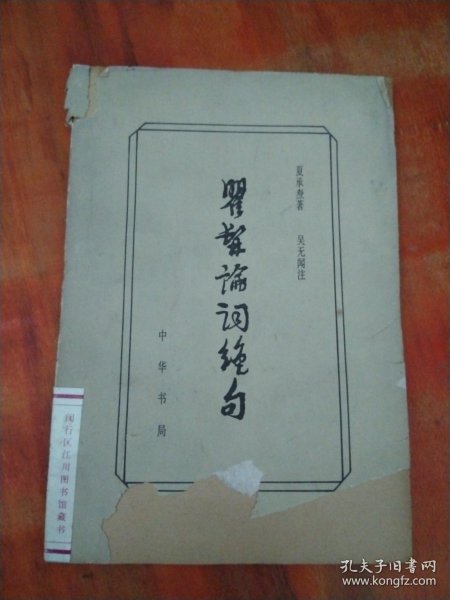 夏承焘著 吴无闻注
瞿髯論詞絶句
中华书局
闵行区江川图书馆藏书
孔夫子旧书网
www.kongfz.com